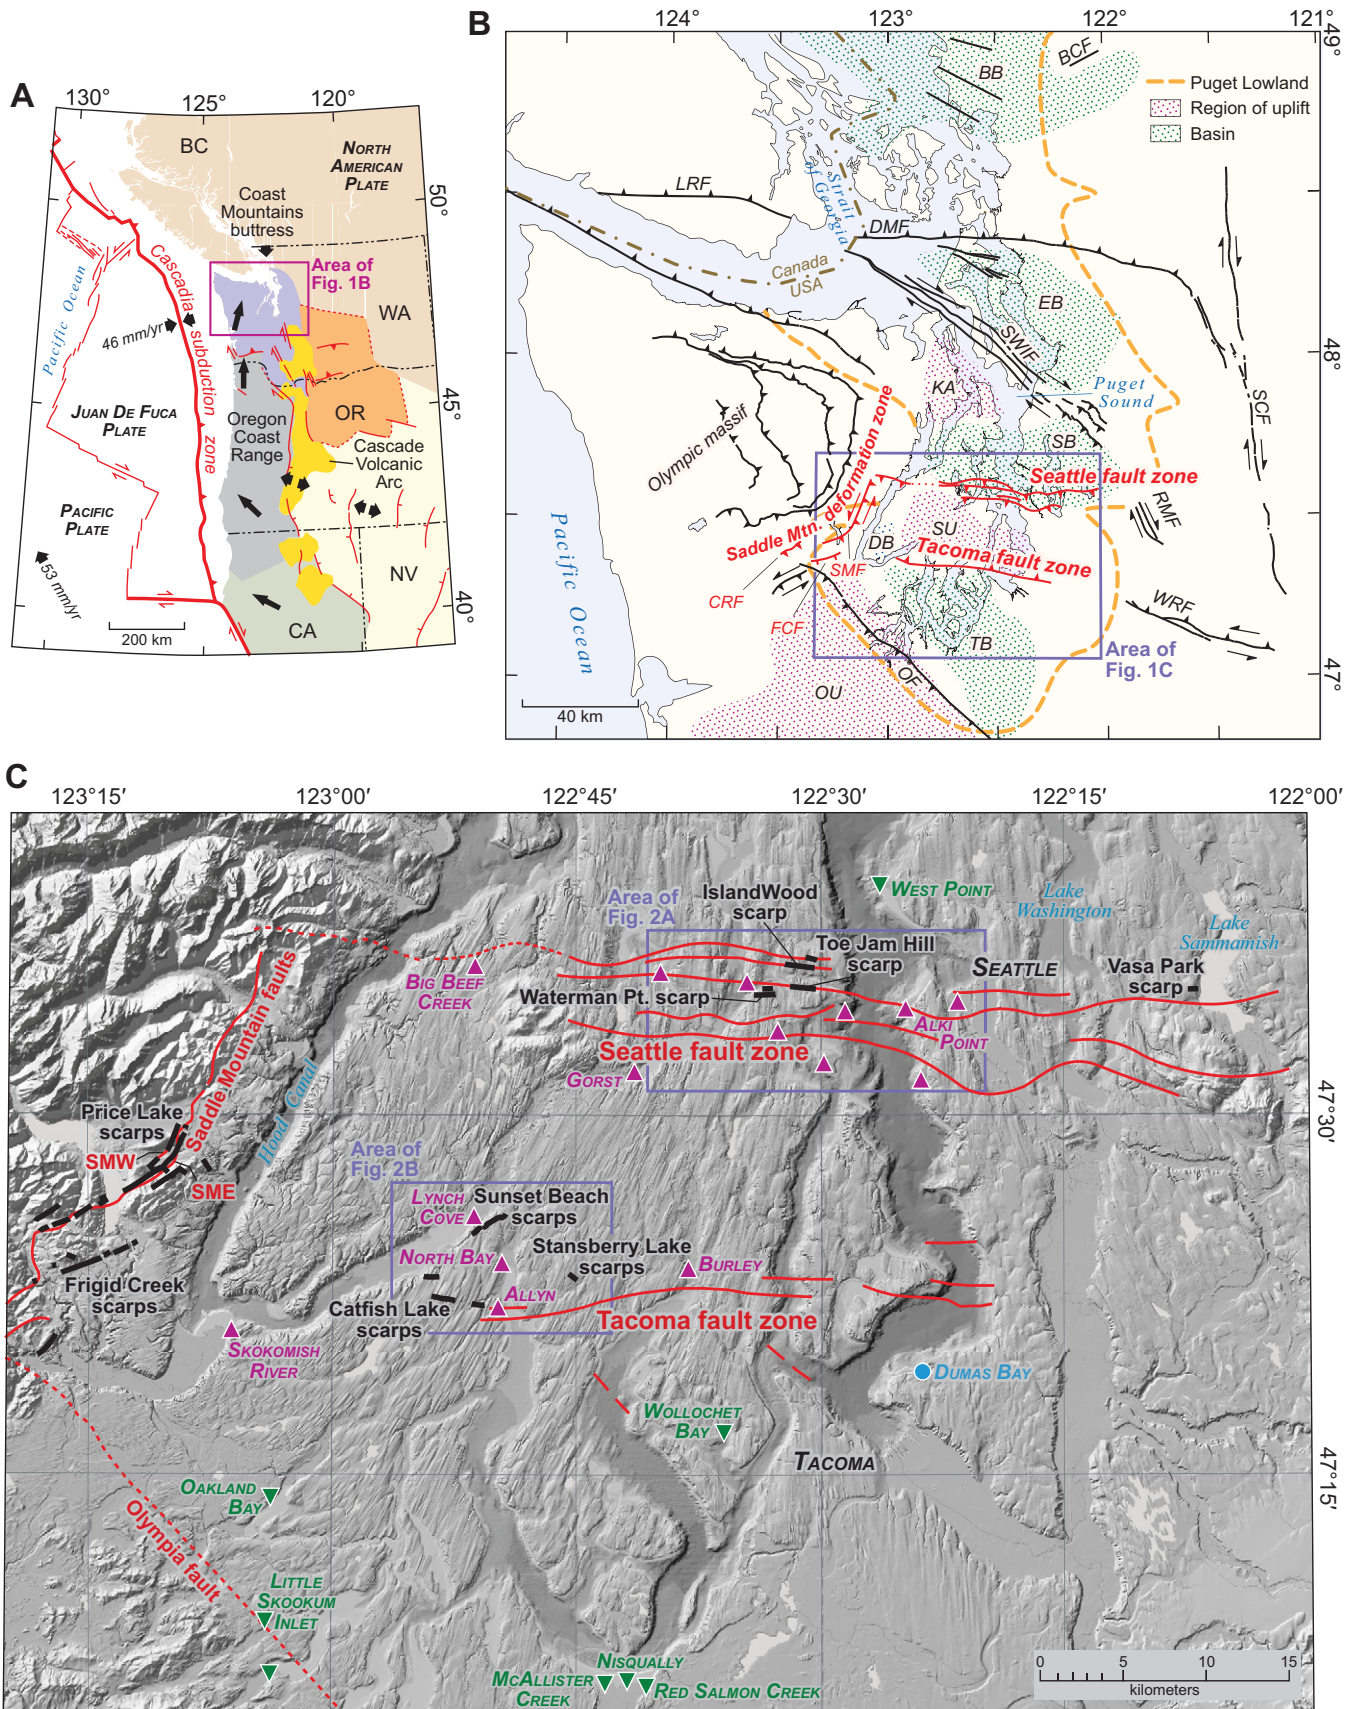 A
130°
125°
120°
BC
NORTH
AMERICAN
PLATE
50°
Coast
Mountains
buttress
Area of
Fig. 1B
Pacific Ocean
Cascadia subduction zone
46 mm/yr
WA
JUAN DE FUCA
PLATE
Oregon
Coast
Range
OR
45°
Cascade
Volcanic
Arc
PACIFIC
PLATE
53 mm/yr
NV
CA
40°
200 km
B
124°
123°
122°
121°
49°
BB
BCF
Puget Lowland
Region of uplift
Basin
LRF
Strait
of Georgia
DMF
Canada
USA
EB
SWIF
48°
KA
Puget
Sound
SCF
Olympic massif
SB
Saddle Mtn. deformation zone
Seattle fault zone
RMF
SU
DB
Tacoma fault zone
SMF
CRF
FCF
WRF
Pacific Ocean
TB
Area of
Fig. 1C
OF
OU
47°
40 km
C
123°15'
123°00'
122°45'
122°30'
122°15'
122°00'
IslandWood
scarp
WEST POINT
Lake
Washington
Area of
Fig. 2A
Lake
Sammamish
Toe Jam Hill
scarp
SEATTLE
Vasa Park
scarp
BIG BEEF
CREEK
Waterman Pt. scarp
Saddle Mountain faults
ALKI
POINT
Seattle fault zone
GORST
Hood Canal
47°30'
Price Lake
scarps
SMW
SME
Area of
Fig. 2B
LYNCH
COVE
Sunset Beach
scarps
NORTH BAY
Stansberry Lake
scarps
BURLEY
Frigid Creek
scarps
ALLYN
Catfish Lake
scarps
Tacoma fault zone
SKOKOMISH
RIVER
DUMAS BAY
WOLLOCHET
BAY
TACOMA
47°15'
OAKLAND
BAY
Olympia fault
LITTLE
SKOOKUM
INLET
NISQUALLY
MCALLISTER
CREEK
RED SALMON CREEK
0
5
10
15
kilometers